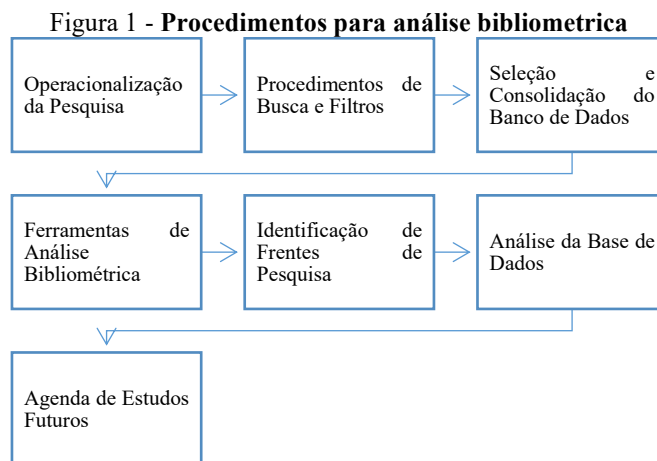 Figura 1 - Procedimentos para análise bibliometrica
Operacionalização
da Pesquisa
Procedimentos de
Busca e Filtros
Seleção e
Consolidação do
Banco de Dados
Ferramentas de
Análise
Bibliométrica
Identificação de
Frentes de
Pesquisa
Análise da Base de
Dados
Agenda de Estudos
Futuros